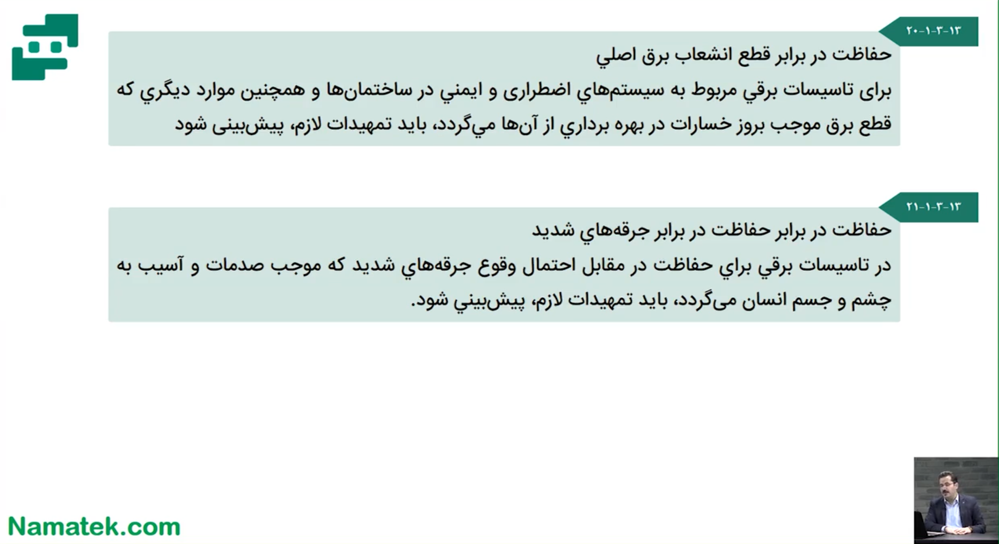 ۱۳-۳-۱-۲۰
حفاظت در برابر قطع انشعاب برق اصلي
برای تاسیسات برقي مربوط به سیستم‌هاي اضطراری و ایمني در ساختمان‌ها و همچنین موارد دیگري که
قطع برق موجب بروز خسارات در بهره برداري از آن‌ها مي‌گردد، باید تمهیدات لازم، پیش‌بینی شود
۱۳-۳-۱-۲۱
حفاظت در برابر حفاظت در برابر جرقه‌هاي شدید
در تاسیسات برقي براي حفاظت در مقابل احتمال وقوع جرقه‌هاي شدید که موجب صدمات و آسیب به
چشم و جسم انسان می‌گردد، باید تمهیدات لازم، پیش‌بیني شود.
Namatek.com